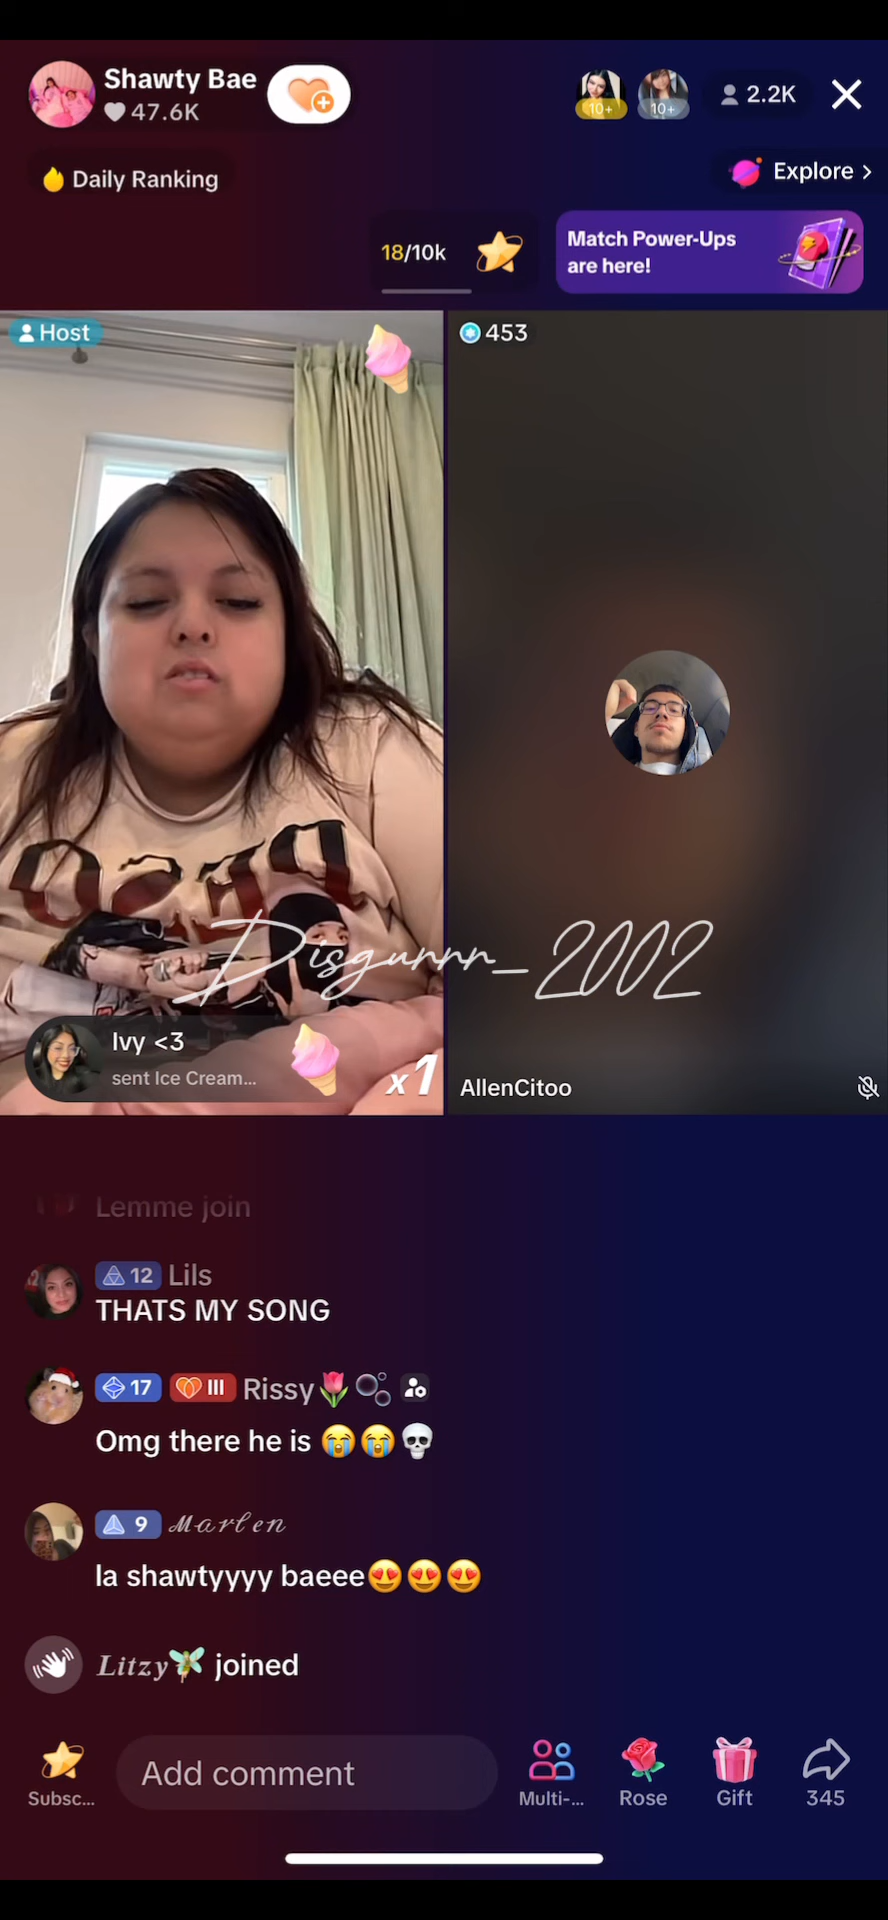 Shawty Bae
47.6K
10+
10+
2.2K
Daily Ranking
Explore >
18/10k
Match Power-Ups
are here!
Host
453
Disgunnr_2002
Ivy <3
sent Ice Cream...
x1
AllenCitoo
Lemme join
12 Lils
THATS MY SONG
17 III Rissy🌷🫧
Omg there he is 😭😭💀
9 𝓜𝓪𝓻𝓵𝓮𝓷
la shawtyyyy baeee😍😍😍
𝑳𝒊𝒕𝒛𝒚🧚 joined
Add comment
Subsc...
Multi-...
Rose
Gift
345